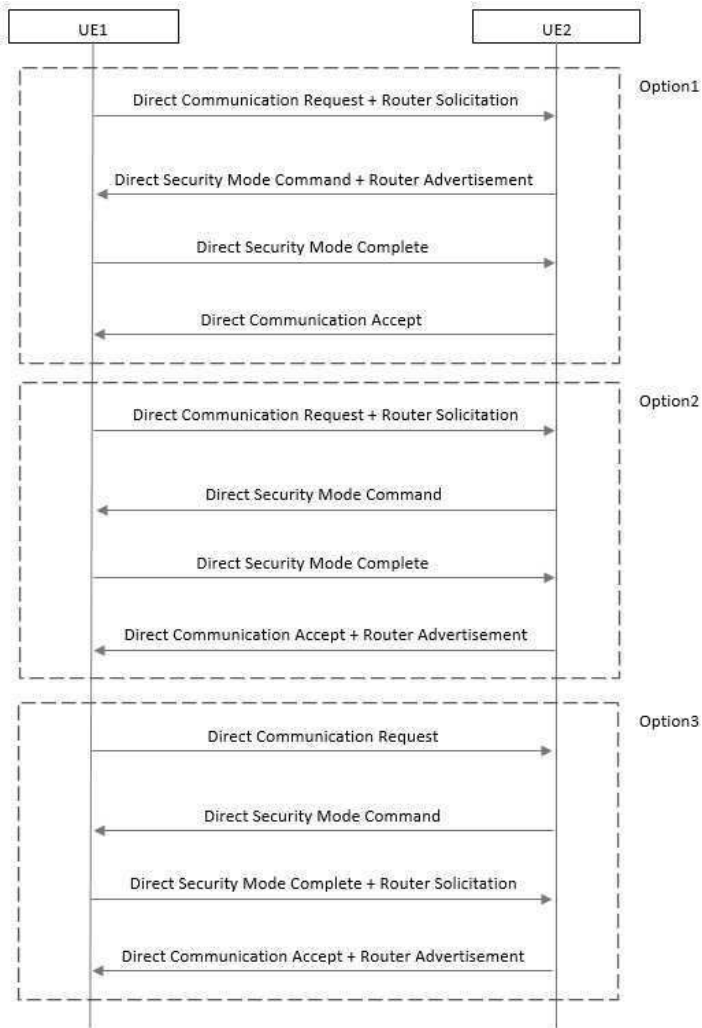 UE1
UE2
Option1
Direct Communication Request + Router Solicitation
Direct Security Mode Command + Router Advertisement
Direct Security Mode Complete
Direct Communication Accept
Option2
Direct Communication Request + Router Solicitation
Direct Security Mode Command
Direct Security Mode Complete
Direct Communication Accept + Router Advertisement
Option3
Direct Communication Request
Direct Security Mode Command
Direct Security Mode Complete + Router Solicitation
Direct Communication Accept + Router Advertisement